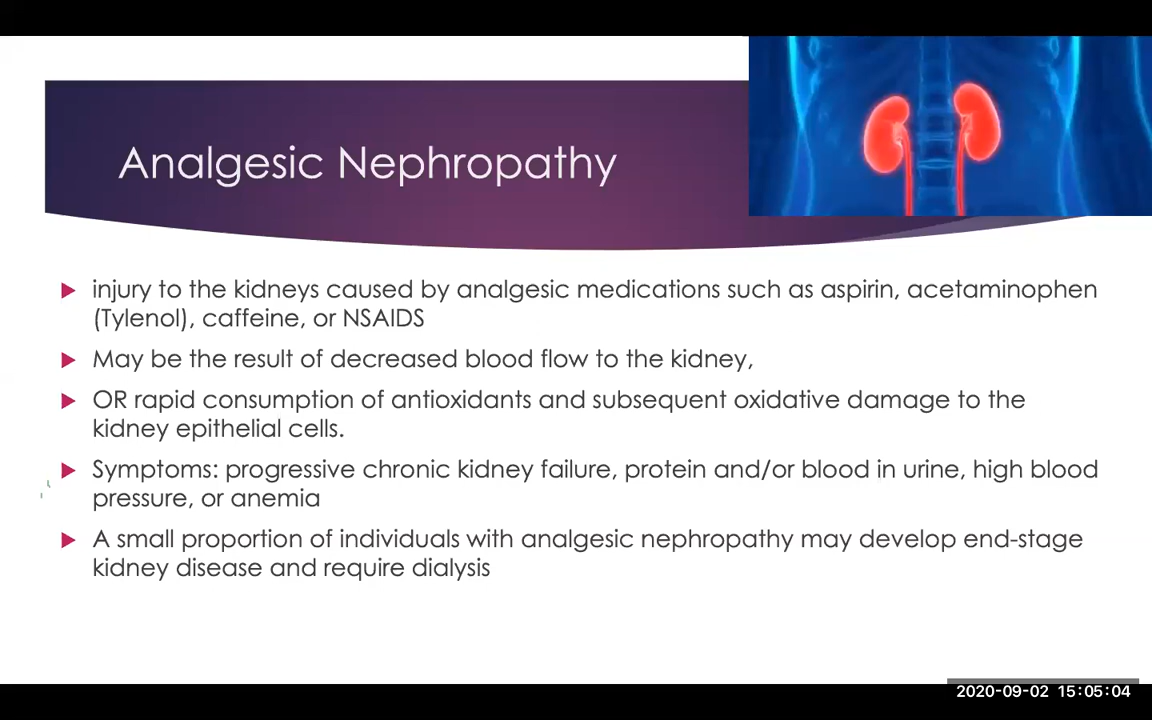 Analgesic Nephropathy
injury to the kidneys caused by analgesic medications such as aspirin, acetaminophen
(Tylenol), caffeine, or NSAIDS
May be the result of decreased blood flow to the kidney,
OR rapid consumption of antioxidants and subsequent oxidative damage to the
kidney epithelial cells.
Symptoms: progressive chronic kidney failure, protein and/or blood in urine, high blood
pressure, or anemia
A small proportion of individuals with analgesic nephropathy may develop end-stage
kidney disease and require dialysis
2020-09-02 15:05:04